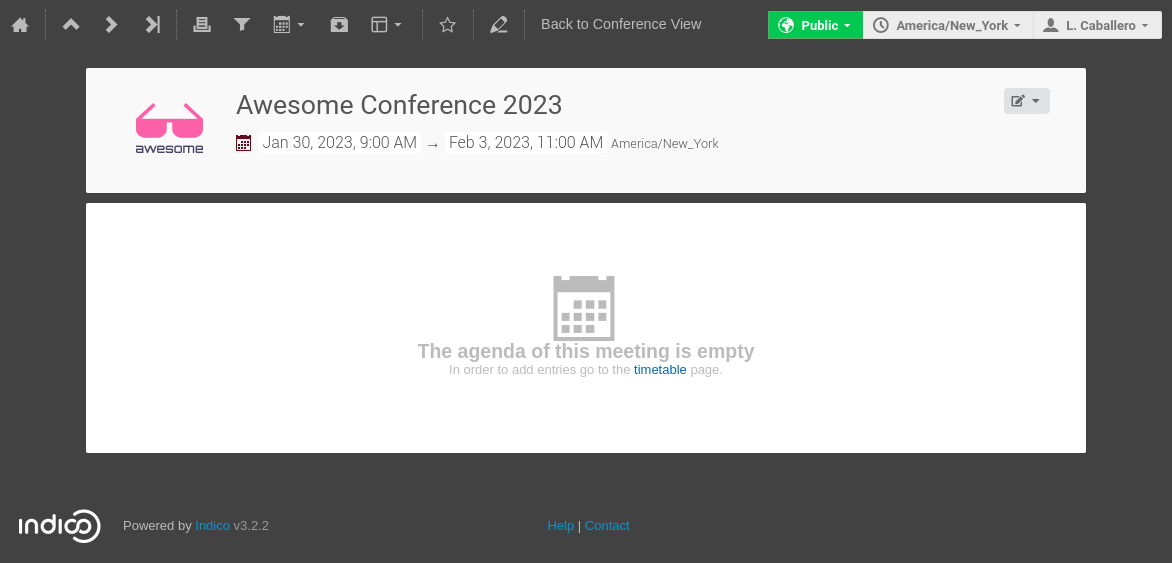 Back to Conference View
Public
America/New_York
L. Caballero
awesome
Awesome Conference 2023
Jan 30, 2023, 9:00 AM → Feb 3, 2023, 11:00 AM America/New_York
The agenda of this meeting is empty
In order to add entries go to the timetable page.
indico
Powered by Indico v3.2.2
Help | Contact